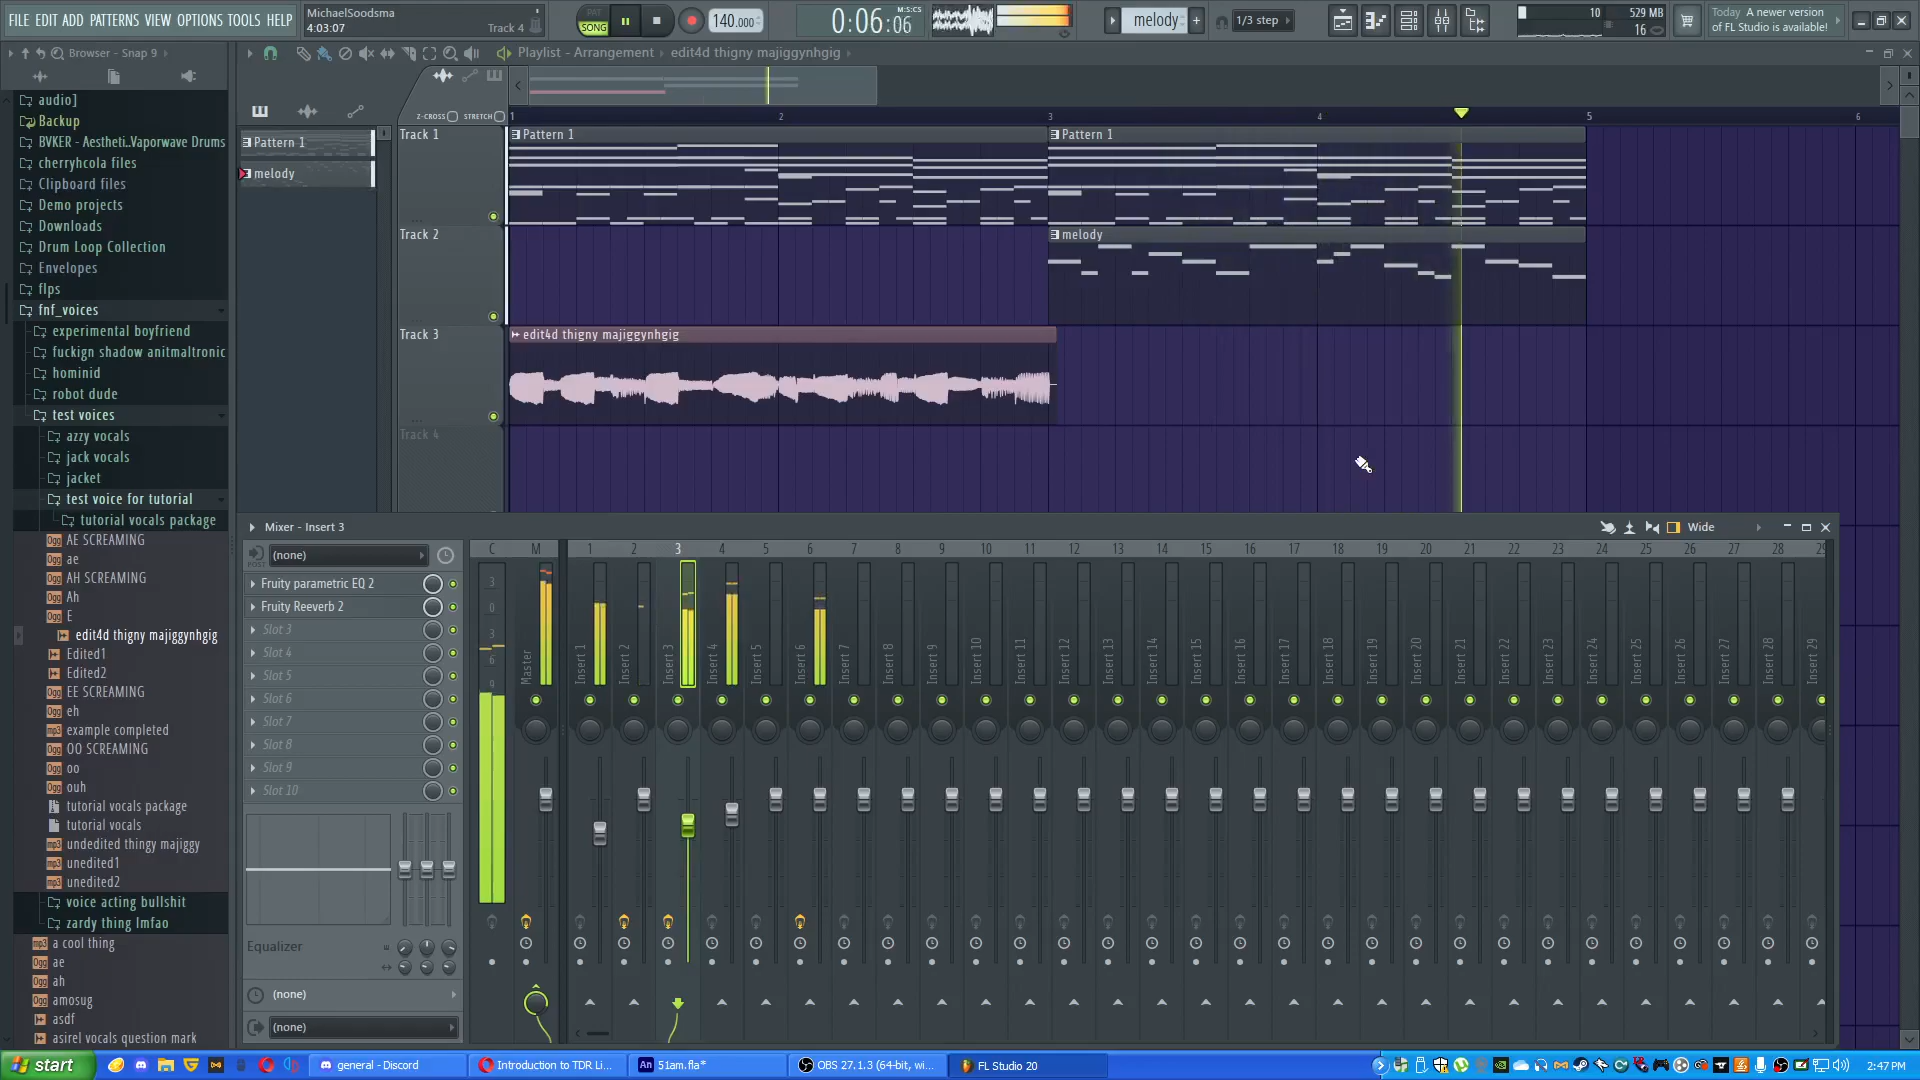 FILE EDIT ADD PATTERNS VIEW OPTIONS TOOLS HELP
MichaelSoodsma
4:03:07
Track 4
PAT
SONG
140.000
0:06:06
M:S:CS
melody
1/3 step
10
529 MB
16
Today A newer version
of FL Studio is available!
Browser - Snap 9
Playlist - Arrangement › edit4d thigny majiggynhgig
audio]
Backup
BVKER - Aestheti..Vaporwave Drums
cherryhcola files
Clipboard files
Demo projects
Downloads
Drum Loop Collection
Envelopes
flps
fnf_voices
experimental boyfriend
fuckign shadow anitmaltronic
hominid
robot dude
test voices
azzy vocals
jack vocals
jacket
test voice for tutorial
tutorial vocals package
AE SCREAMING
ae
AH SCREAMING
Ah
E
edit4d thigny majiggynhgig
Edited1
Edited2
EE SCREAMING
eh
example completed
OO SCREAMING
oo
ouh
tutorial vocals package
tutorial vocals
undedited thingy majiggy
unedited1
unedited2
voice acting bullshit
zardy thing lmfao
a cool thing
ae
ah
amosug
asdf
asirel vocals question mark
Z-CROSS STRETCH
1 2 3 4 5 6
Pattern 1
melody
Track 1
Pattern 1
Pattern 1
Track 2
melody
Track 3
edit4d thigny majiggynhgig
Track 4
Mixer - Insert 3
Wide
(none)
Fruity parametric EQ 2
Fruity Reeverb 2
Slot 3
Slot 4
Slot 5
Slot 6
Slot 7
Slot 8
Slot 9
Slot 10
Equalizer
(none)
(none)
C M 1 2 3 4 5 6 7 8 9 10 11 12 13 14 15 16 17 18 19 20 21 22 23 24 25 26 27 28 29
3
0
3
6
9
Master
Insert 1
Insert 2
Insert 3
Insert 4
Insert 5
Insert 6
Insert 7
Insert 8
Insert 9
Insert 10
Insert 11
Insert 12
Insert 13
Insert 14
Insert 15
Insert 16
Insert 17
Insert 18
Insert 19
Insert 20
Insert 21
Insert 22
Insert 23
Insert 24
Insert 25
Insert 26
Insert 27
Insert 28
Insert 29
start
general - Discord
Introduction to TDR Li...
An
51am.fla*
OBS 27.1.3 (64-bit, wi...
FL Studio 20
2:47 PM